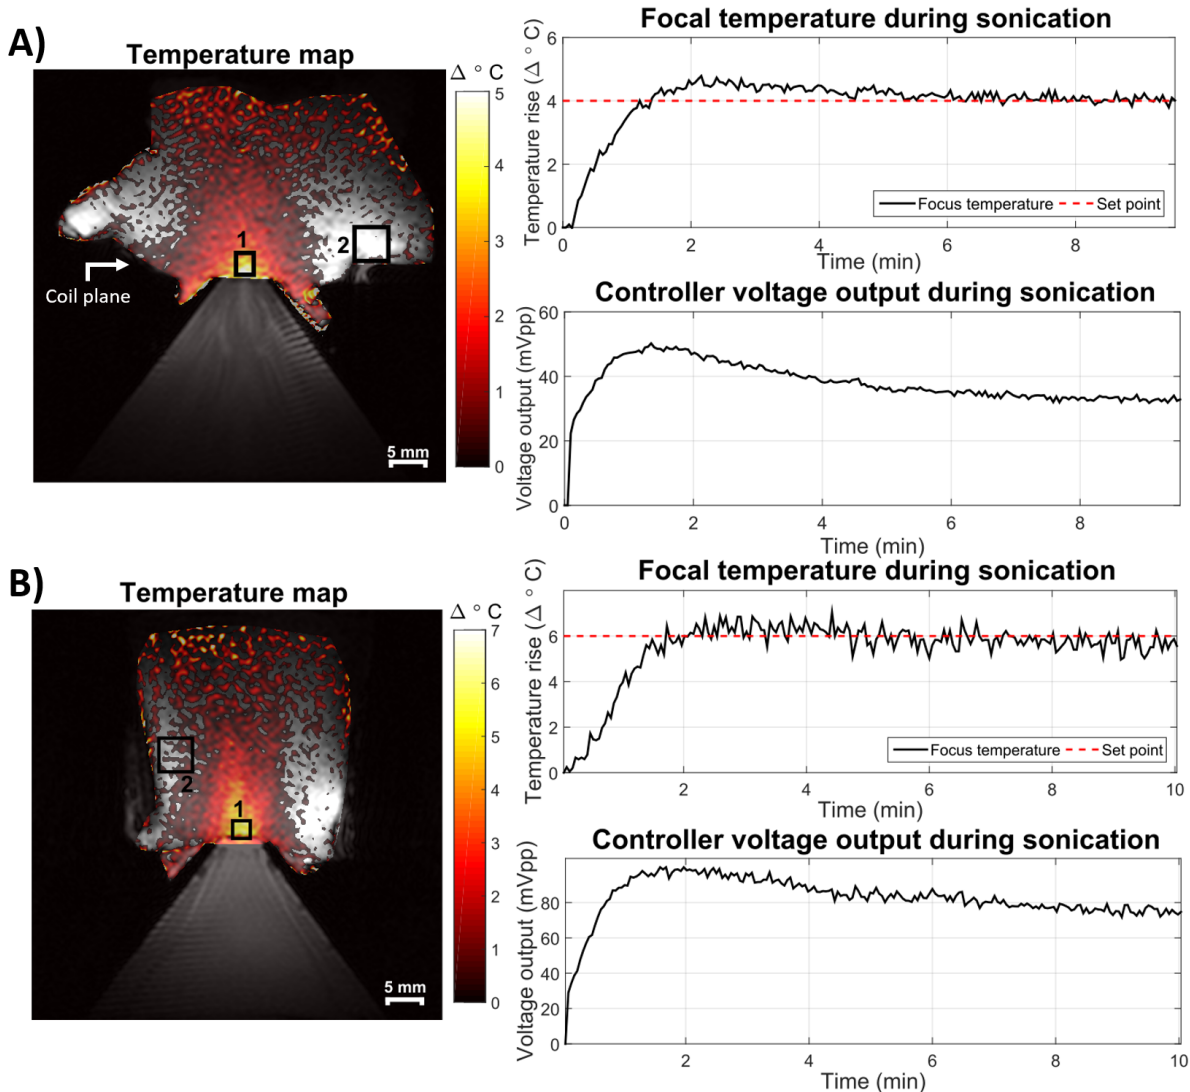 A)
Temperature map
Δ ° C
5
4
3
2
1
0
1
2
Coil plane
5 mm
Focal temperature during sonication
Temperature rise (Δ ° C)
6
4
2
0
0
2
4
6
8
Time (min)
Focus temperature
Set point
Controller voltage output during sonication
Voltage output (mVpp)
60
40
20
0
0
2
4
6
8
Time (min)
B)
Temperature map
Δ ° C
7
6
5
4
3
2
1
0
2
1
5 mm
Focal temperature during sonication
Temperature rise (Δ ° C)
6
4
2
0
2
4
6
8
10
Time (min)
Focus temperature
Set point
Controller voltage output during sonication
Voltage output (mVpp)
80
60
40
20
0
2
4
6
8
10
Time (min)